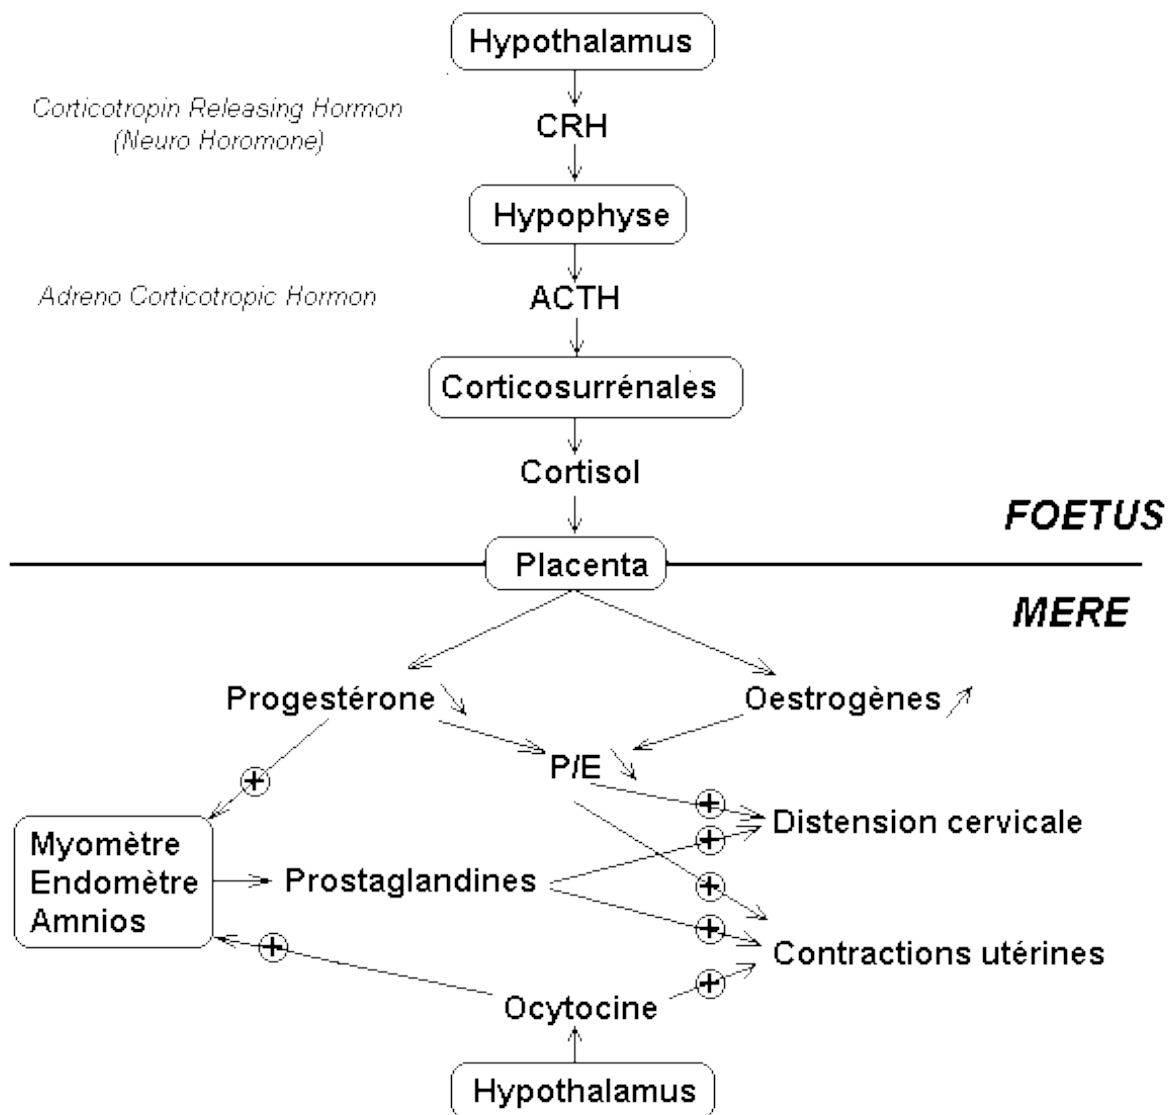 Hypothalamus
Corticotropin Releasing Hormon
(Neuro Horomone)
CRH
Hypophyse
Adreno Corticotropic Hormon
ACTH
Corticosurrénales
Cortisol
FOETUS
Placenta
MERE
Progestérone
Oestrogènes
P/E
+
+
Distension cervicale
+
Myomètre
Endomètre
Amnios
Prostaglandines
+
+
+
Contractions utérines
+
Ocytocine
Hypothalamus